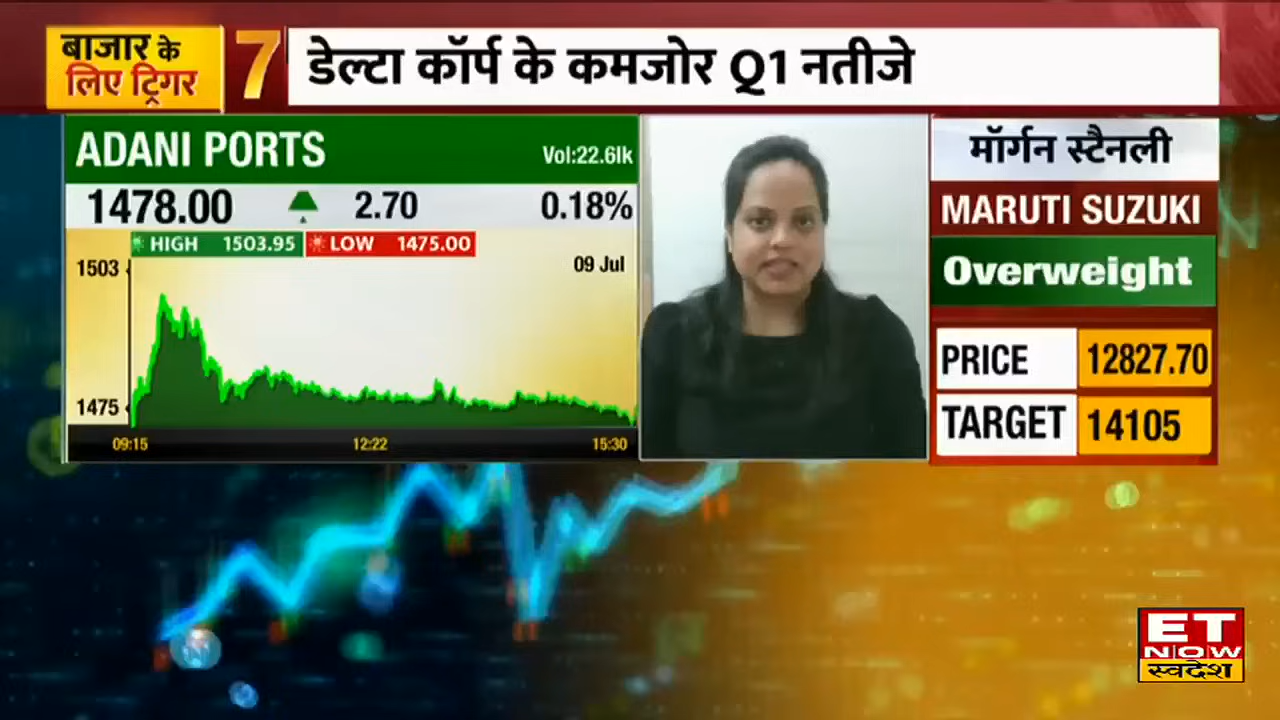 बाजार के
लिए ट्रिगर
7
डेल्टा कॉर्प के कमजोर Q1 नतीजे
ADANI PORTS
Vol:22.6lk
1478.00
2.70
0.18%
HIGH 1503.95
LOW 1475.00
09 Jul
1503
1475
09:15
12:22
15:30
मॉर्गन स्टैनली
MARUTI SUZUKI
Overweight
PRICE 12827.70
TARGET 14105
ET
NOW
स्वदेश